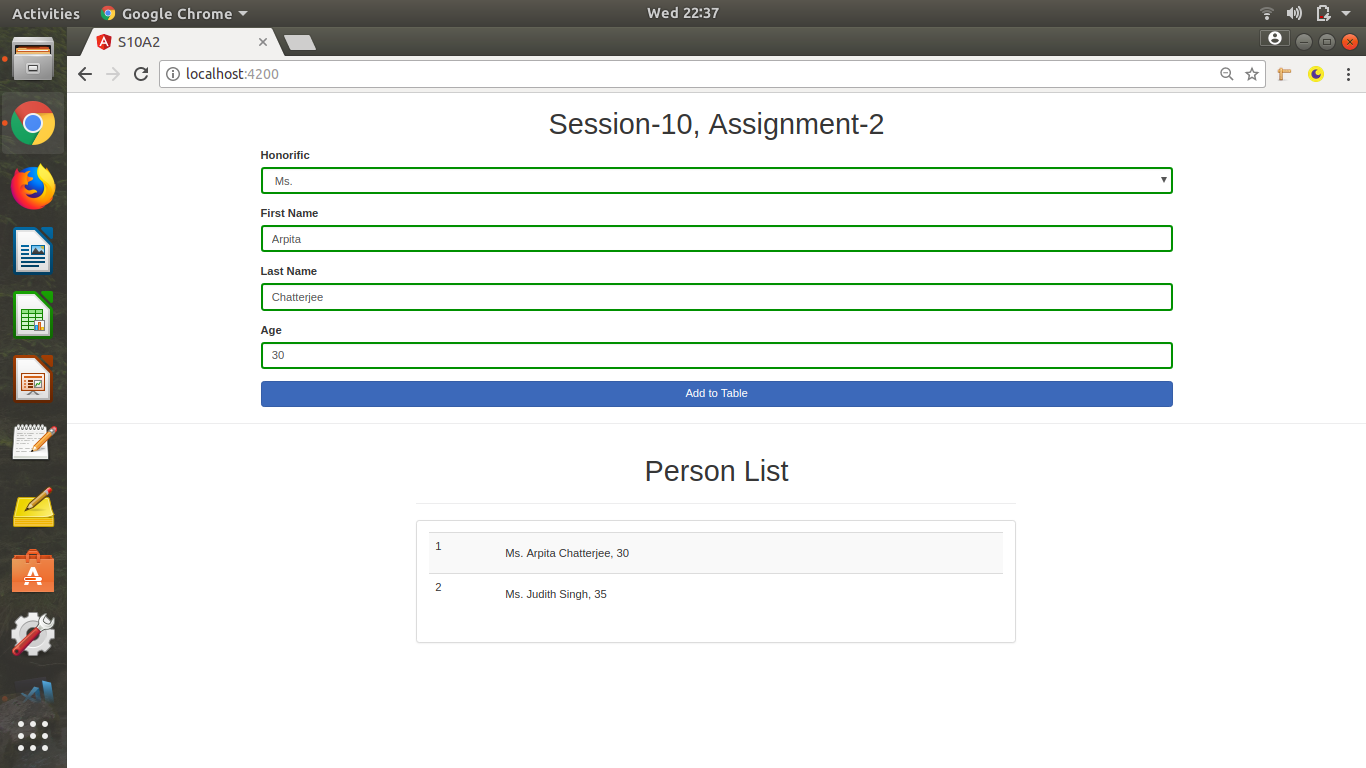 Activities Google Chrome Wed 22:37
S10A2
localhost:4200
Session-10, Assignment-2
Honorific
Ms.
First Name
Arpita
Last Name
Chatterjee
Age
30
Add to Table
Person List
1 Ms. Arpita Chatterjee, 30
2 Ms. Judith Singh, 35